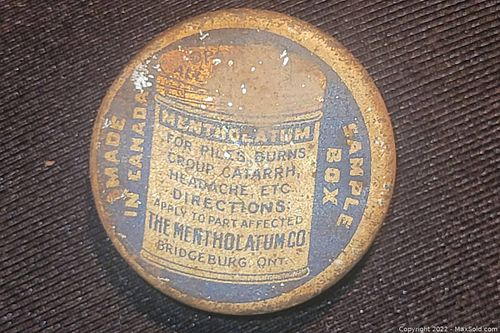 MADE
IN CANADA
MENTHOLATUM
FOR PILES, BURNS,
CROUP, CATARRH,
HEADACHE, ETC
DIRECTIONS:
APPLY TO PART AFFECTED
THE MENTHOLATUM CO.
BRIDGEBURG, ONT.
SAMPLE
BOX
Copyright 2022 - MaxSold.com